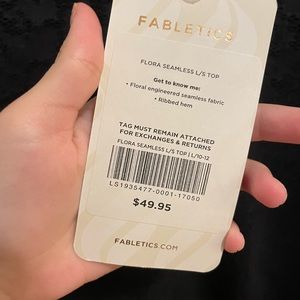 FABLETICS
FLORA SEAMLESS L/S TOP
Get to know me:
• Floral engineered seamless fabric
• Ribbed hem
TAG MUST REMAIN ATTACHED
FOR EXCHANGES & RETURNS
FLORA SEAMLESS L/S TOP | L/10-12
LS1935477-0001-17050
$49.95
FABLETICS.COM